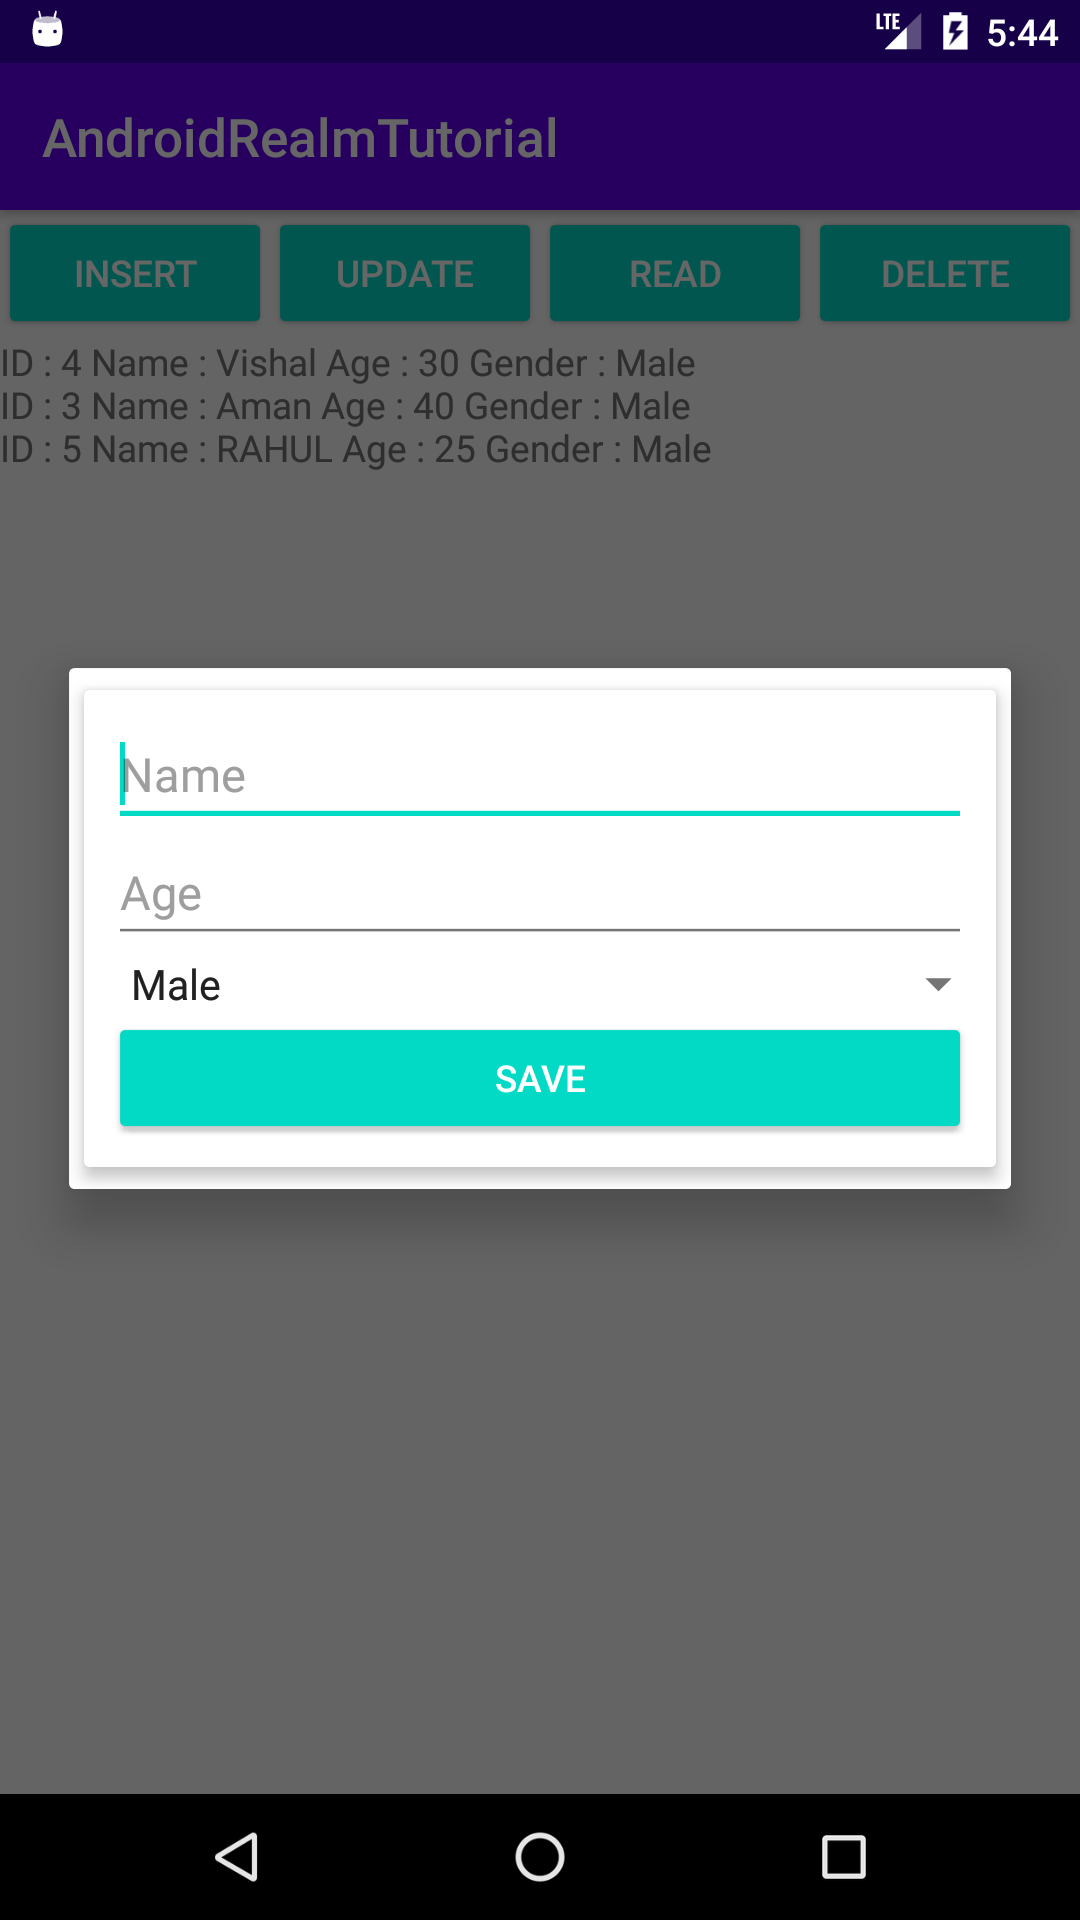 LTE 5:44
AndroidRealmTutorial
INSERT UPDATE READ DELETE
ID : 4 Name : Vishal Age : 30 Gender : Male
ID : 3 Name : Aman Age : 40 Gender : Male
ID : 5 Name : RAHUL Age : 25 Gender : Male
Name
Age
Male
SAVE